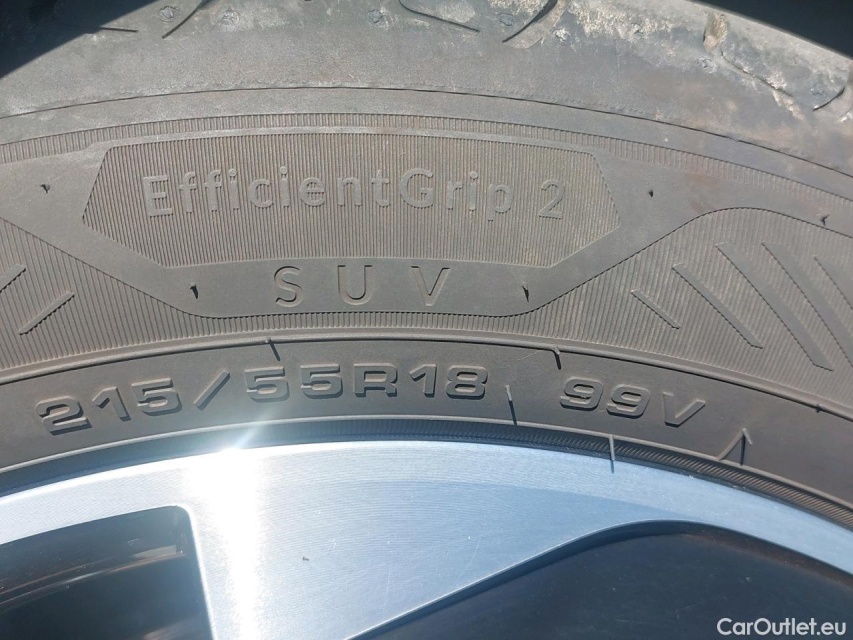 EfficientGrip 2
SUV
215/55R18 99V
CarOutlet.eu